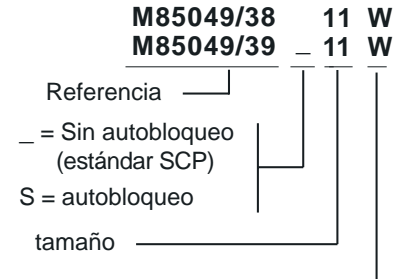 M85049/38 11 W
M85049/39 _ 11 W
Referencia
_ = Sin autobloqueo
(estándar SCP)
S = autobloqueo
tamaño